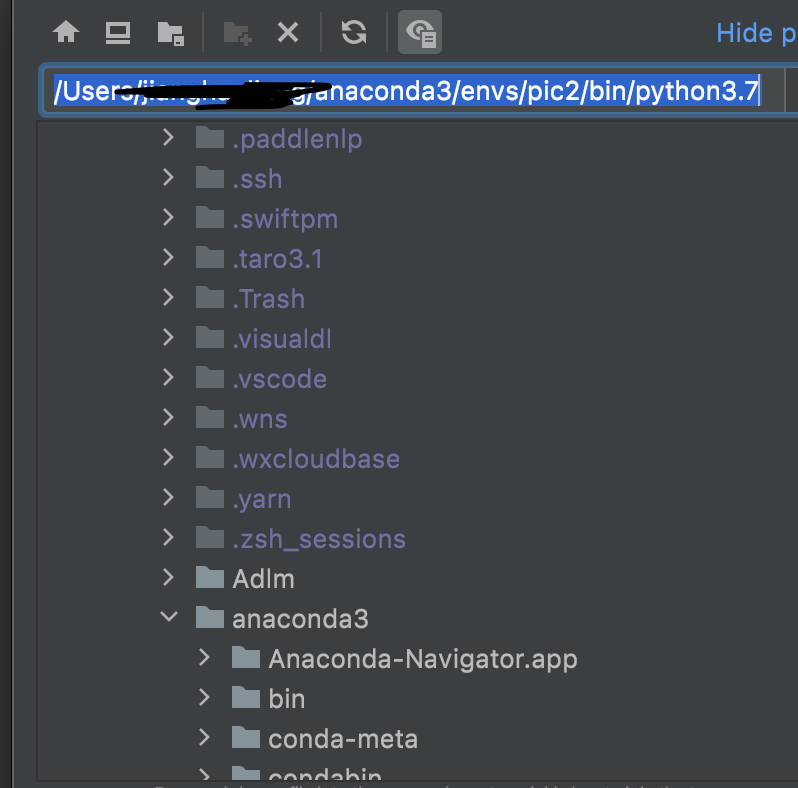 Hide p
/Users/ /anaconda3/envs/pic2/bin/python3.7
.paddlenlp
.ssh
.swiftpm
.taro3.1
.Trash
.visualdl
.vscode
.wns
.wxcloudbase
.yarn
.zsh_sessions
Adlm
anaconda3
Anaconda-Navigator.app
bin
conda-meta
condabin